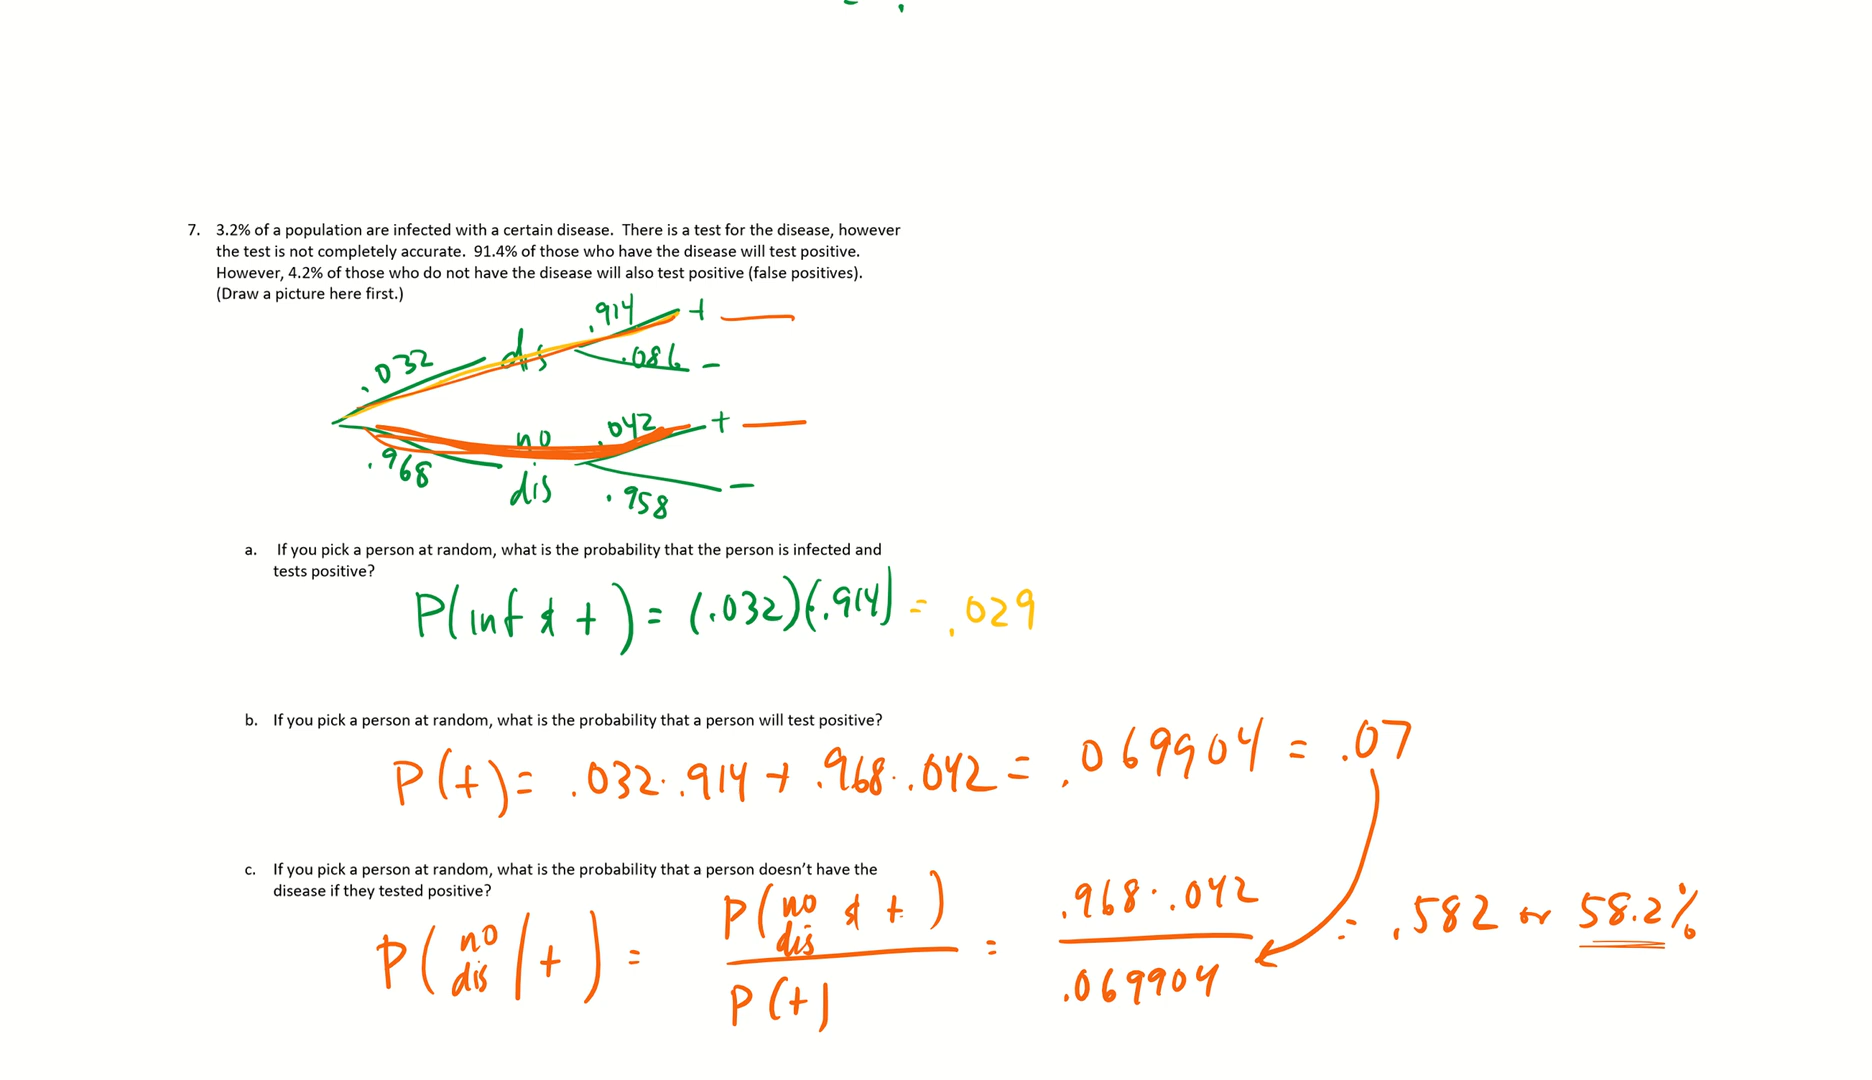 7. 3.2% of a population are infected with a certain disease. There is a test for the disease, however
the test is not completely accurate. 91.4% of those who have the disease will test positive.
However, 4.2% of those who do not have the disease will also test positive (false positives).
(Draw a picture here first.)
.914 +
.032 dis .086 −
no .042 +
.968 dis .958 −
a. If you pick a person at random, what is the probability that the person is infected and
tests positive?
P(inf & +) = (.032)(.914) = .029
b. If you pick a person at random, what is the probability that a person will test positive?
P(+) = .032 · .914 + .968 · .042 = .069904 = .07
c. If you pick a person at random, what is the probability that a person doesn’t have the
disease if they tested positive?
P(no dis | +) = P(no dis & +) / P(+) = .968 · .042 / .069904 = .582 or 58.2%